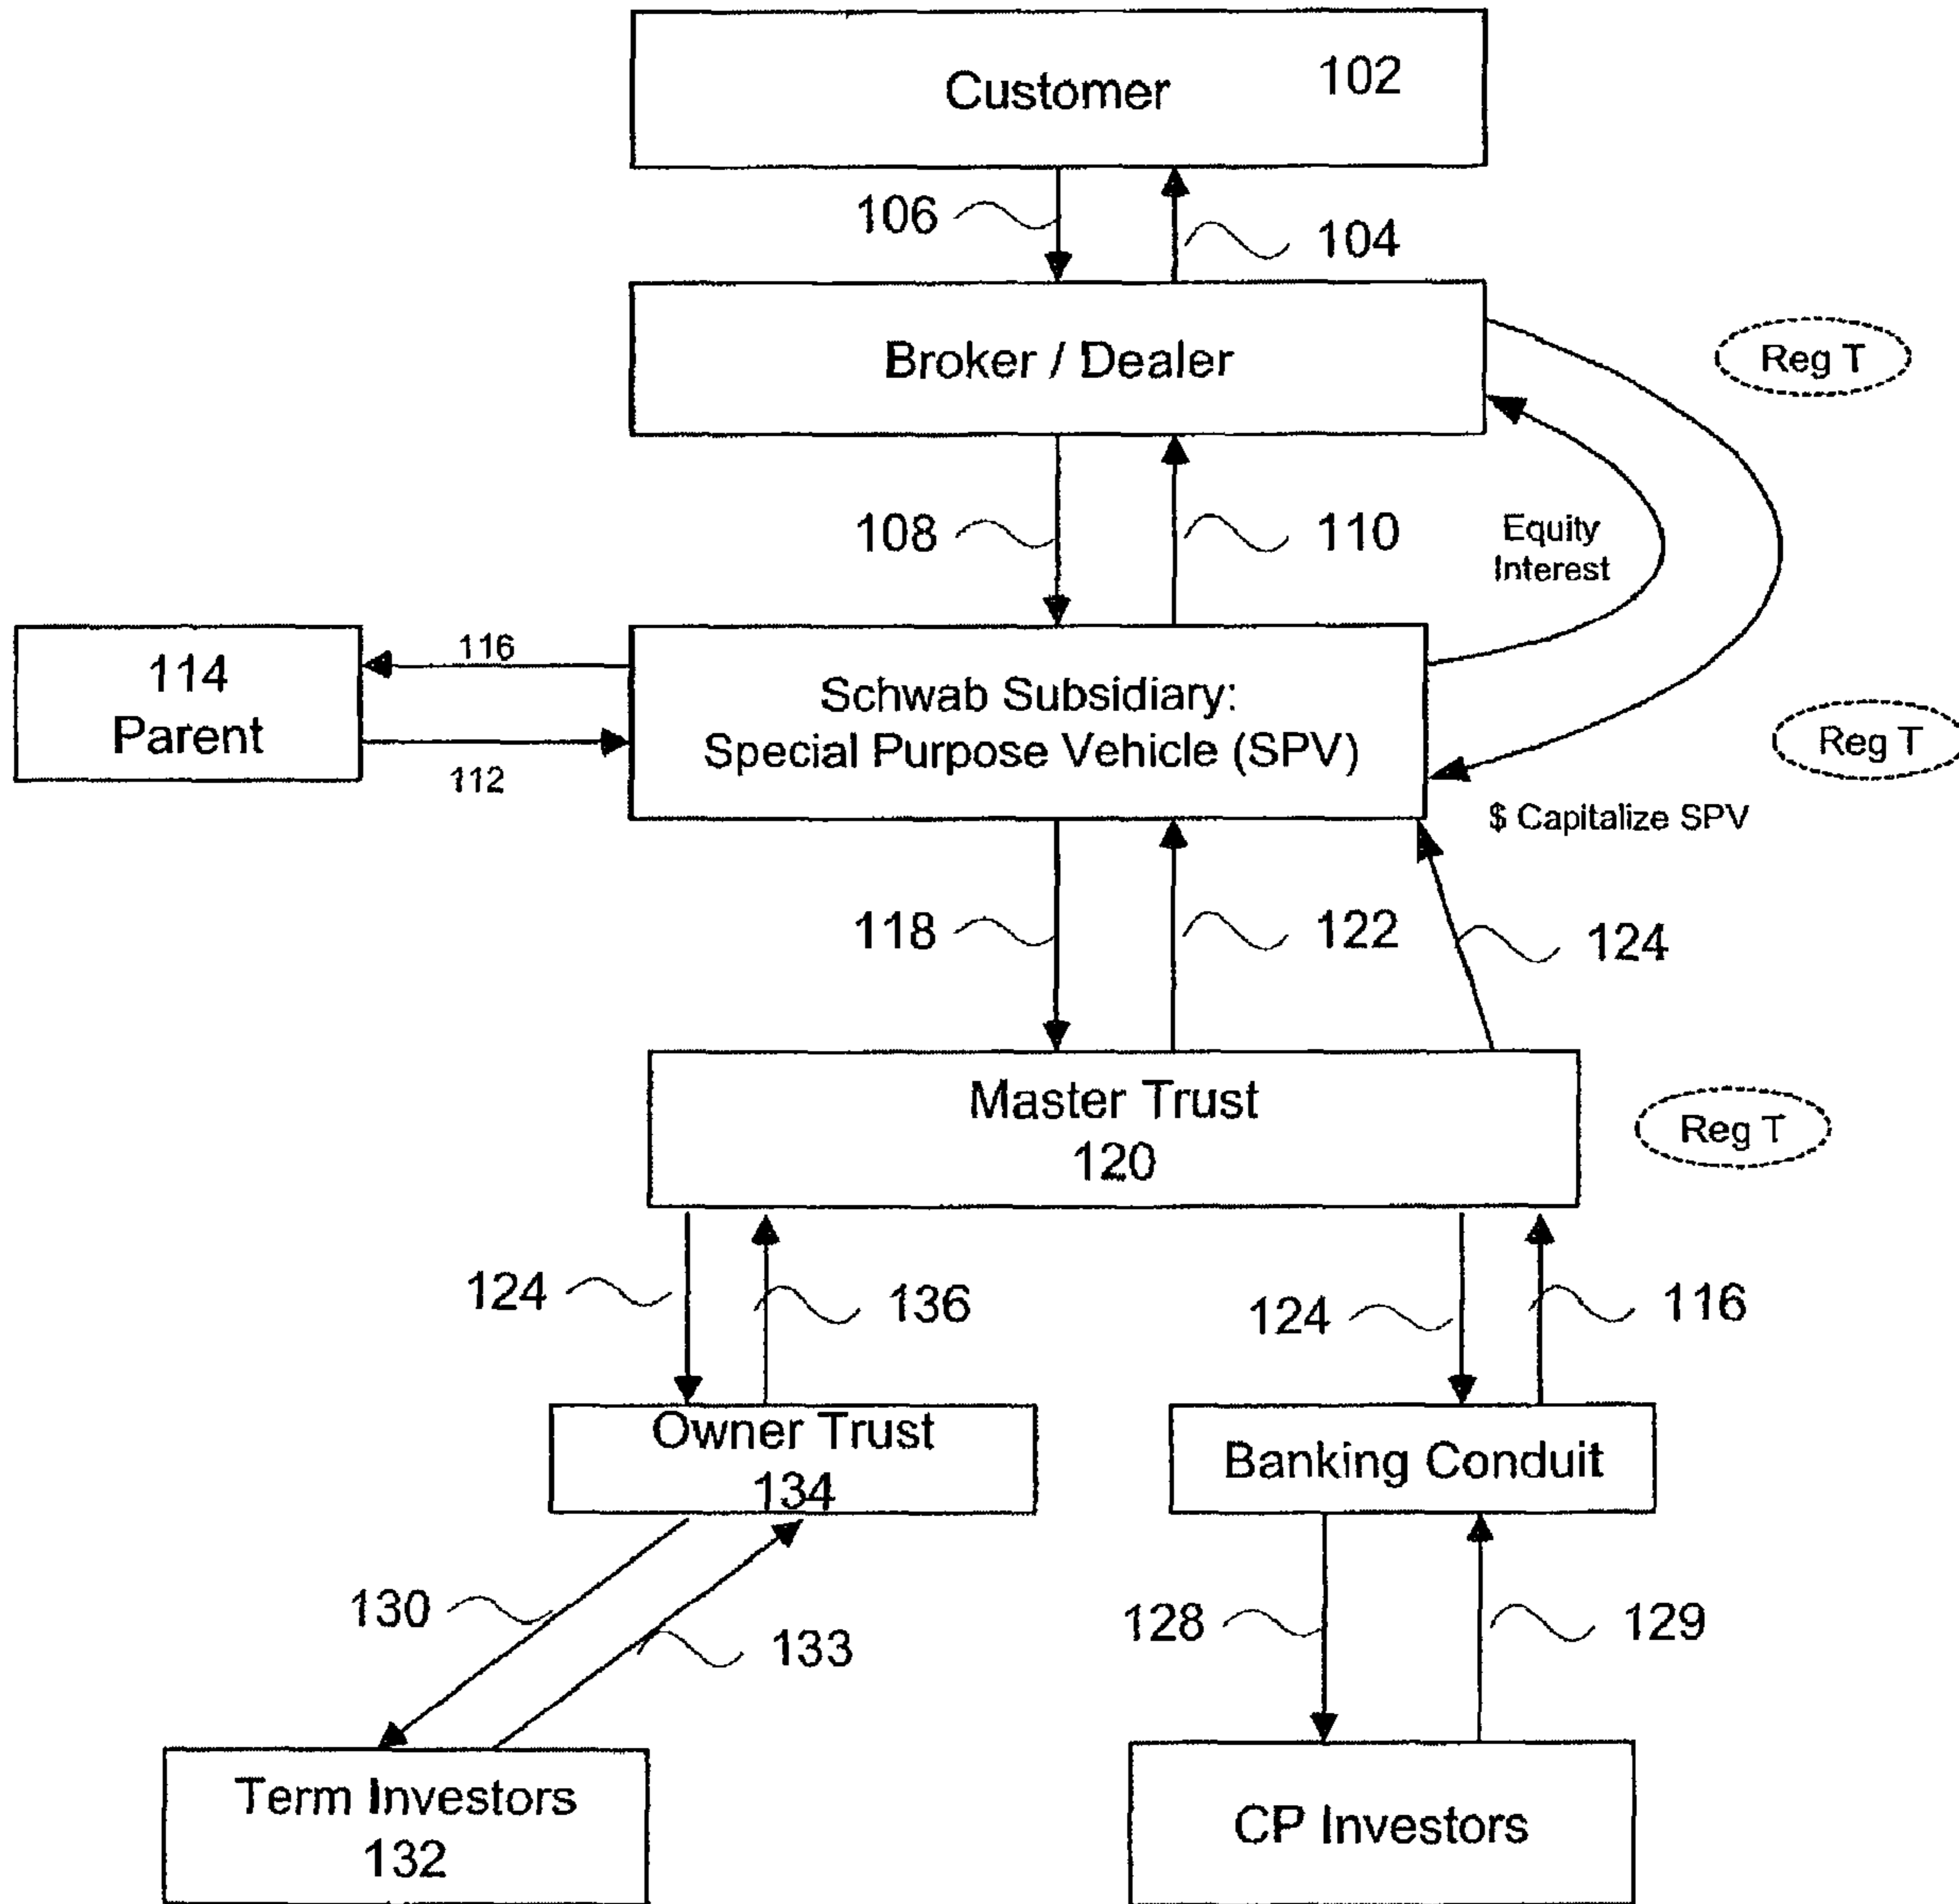 Customer 102
106
104
Broker / Dealer
Reg T
108
110
Equity
Interest
114
Parent
116
112
Schwab Subsidiary:
Special Purpose Vehicle (SPV)
Reg T
$ Capitalize SPV
118
122
124
Master Trust
120
Reg T
124
136
124
116
Owner Trust
134
Banking Conduit
130
133
128
129
Term Investors
132
CP Investors